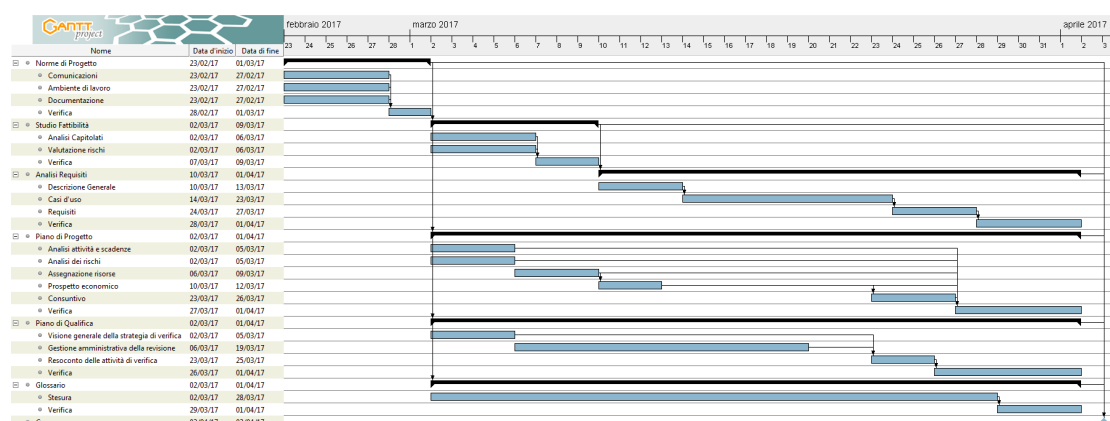 GANTT
project
febbraio 2017 marzo 2017 aprile 2017
Nome Data d'inizio Data di fine
23 24 25 26 27 28 1 2 3 4 5 6 7 8 9 10 11 12 13 14 15 16 17 18 19 20 21 22 23 24 25 26 27 28 29 30 31 1 2 3
Norme di Progetto 23/02/17 01/03/17
Comunicazioni 23/02/17 27/02/17
Ambiente di lavoro 23/02/17 27/02/17
Documentazione 23/02/17 27/02/17
Verifica 28/02/17 01/03/17
Studio Fattibilità 02/03/17 09/03/17
Analisi Capitolati 02/03/17 06/03/17
Valutazione rischi 02/03/17 06/03/17
Verifica 07/03/17 09/03/17
Analisi Requisiti 10/03/17 01/04/17
Descrizione Generale 10/03/17 13/03/17
Casi d'uso 14/03/17 23/03/17
Requisiti 24/03/17 27/03/17
Verifica 28/03/17 01/04/17
Piano di Progetto 02/03/17 01/04/17
Analisi attività e scadenze 02/03/17 05/03/17
Analisi dei rischi 02/03/17 05/03/17
Assegnazione risorse 06/03/17 09/03/17
Prospetto economico 10/03/17 12/03/17
Consuntivo 23/03/17 26/03/17
Verifica 27/03/17 01/04/17
Piano di Qualifica 02/03/17 01/04/17
Visione generale della strategia di verifica 02/03/17 05/03/17
Gestione amministrativa della revisione 06/03/17 19/03/17
Resoconto delle attività di verifica 23/03/17 25/03/17
Verifica 26/03/17 01/04/17
Glossario 02/03/17 01/04/17
Stesura 02/03/17 28/03/17
Verifica 29/03/17 01/04/17